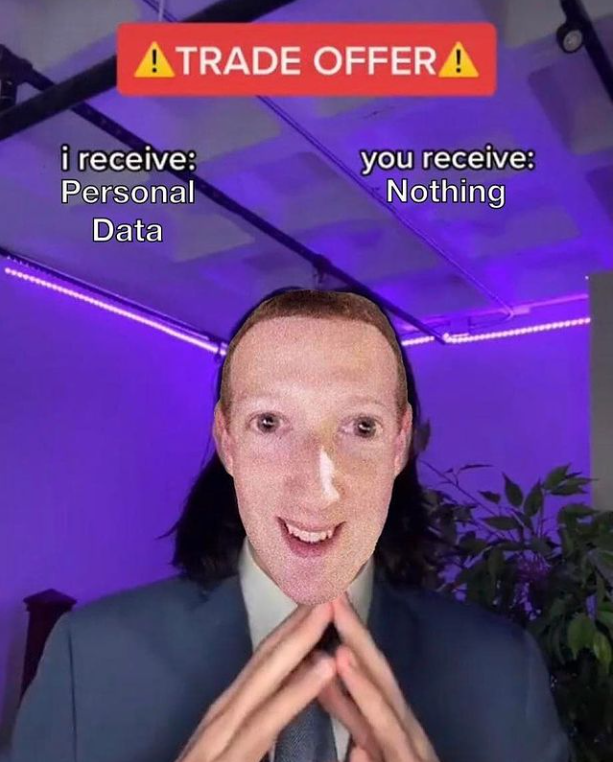 ⚠️TRADE OFFER⚠️
i receive:
Personal
Data
you receive:
Nothing